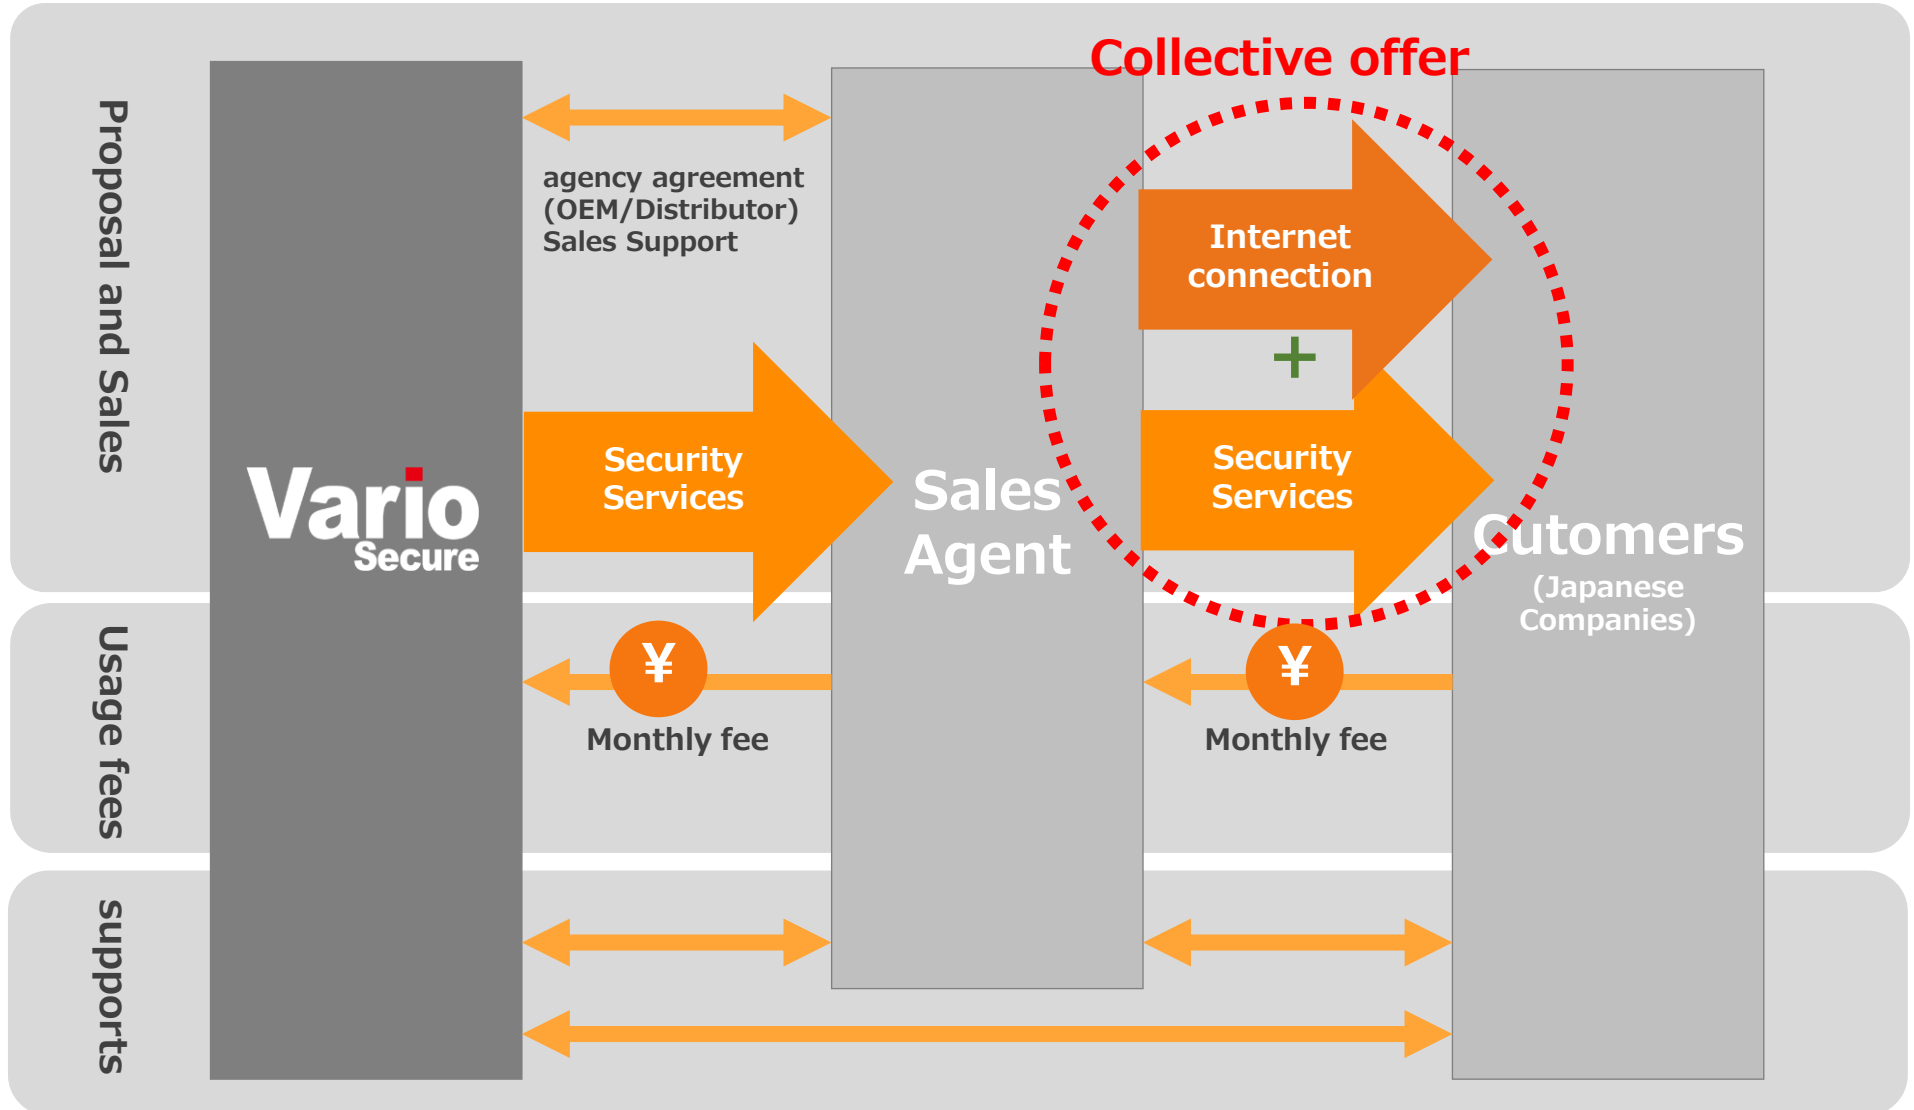 Collective offer
Proposal and Sales
agency agreement
(OEM/Distributor)
Sales Support
Internet
connection
+
Security
Services
Security
Services
Vario
Secure
Sales
Agent
Cutomers
(Japanese
Companies)
Usage fees
¥
Monthly fee
¥
Monthly fee
supports